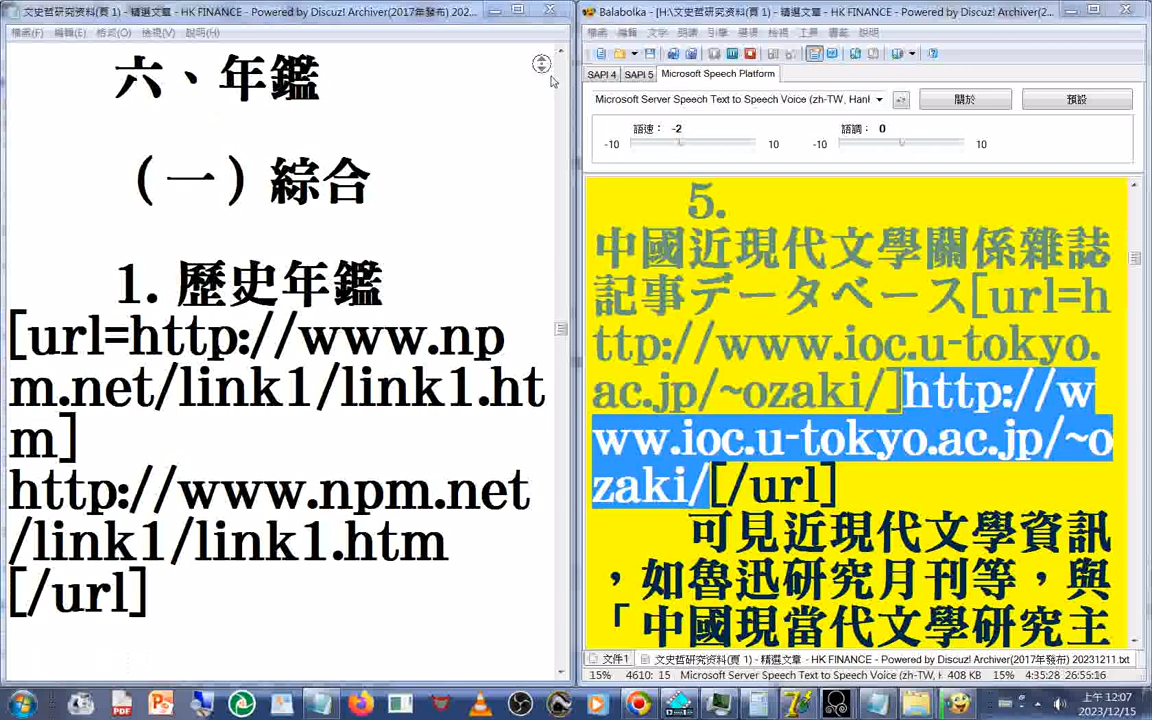 文史哲研究资料(頁 1) - 精選文章 - HK FINANCE - Powered by Discuz! Archiver(2017年發布) 202...
檔案(F) 編輯(E) 格式(O) 檢視(V) 說明(H)
六、年鑑
（一）綜合
1. 歷史年鑑
[url=http://www.np
m.net/link1/link1.ht
m]
http://www.npm.net
/link1/link1.htm
[/url]
Balabolka - [H:\文史哲研究资料(頁 1) - 精選文章 - HK FINANCE - Powered by Discuz! Archiver(2...
檔案 編輯 文字 朗讀 引擎 選項 檢視 工具 書籤 說明
SAPI 4 SAPI 5 Microsoft Speech Platform
Microsoft Server Speech Text to Speech Voice (zh-TW, Hanl
關於
預設
語速： -2
語調： 0
-10 10 -10 10
5.
中國近現代文學關係雜誌
記事データベース[url=h
ttp://www.ioc.u-tokyo.
ac.jp/~ozaki/]http://w
ww.ioc.u-tokyo.ac.jp/~o
zaki/[/url]
可見近現代文學資訊
，如魯迅研究月刊等，與
「中國現當代文學研究主
文件1 文史哲研究资料(頁 1) - 精選文章 - HK FINANCE - Powered by Discuz! Archiver(2017年發布) 20231211.txt
15% 4610: 15 Microsoft Server Speech Text to Speech Voice (zh-TW, 408 KB 15% 4:35:28 26:55:16
上午 12:07
2023/12/15